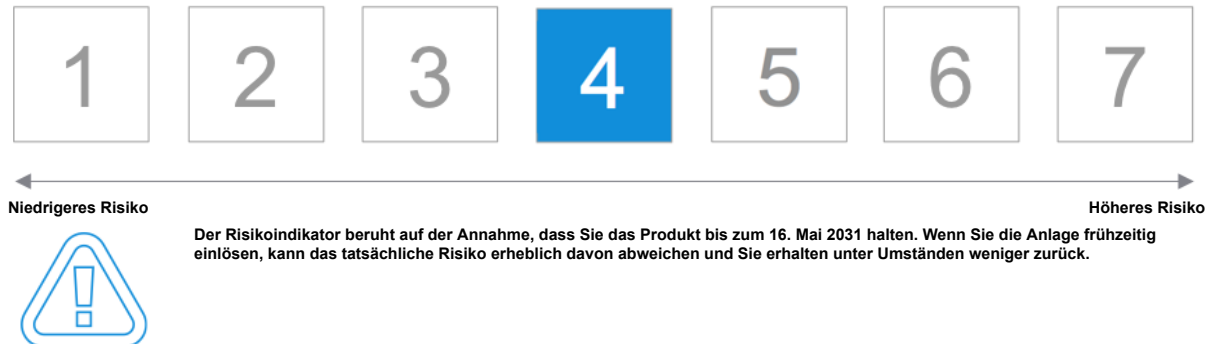 1 2 3 4 5 6 7
Niedrigeres Risiko Höheres Risiko
Der Risikoindikator beruht auf der Annahme, dass Sie das Produkt bis zum 16. Mai 2031 halten. Wenn Sie die Anlage frühzeitig
einlösen, kann das tatsächliche Risiko erheblich davon abweichen und Sie erhalten unter Umständen weniger zurück.